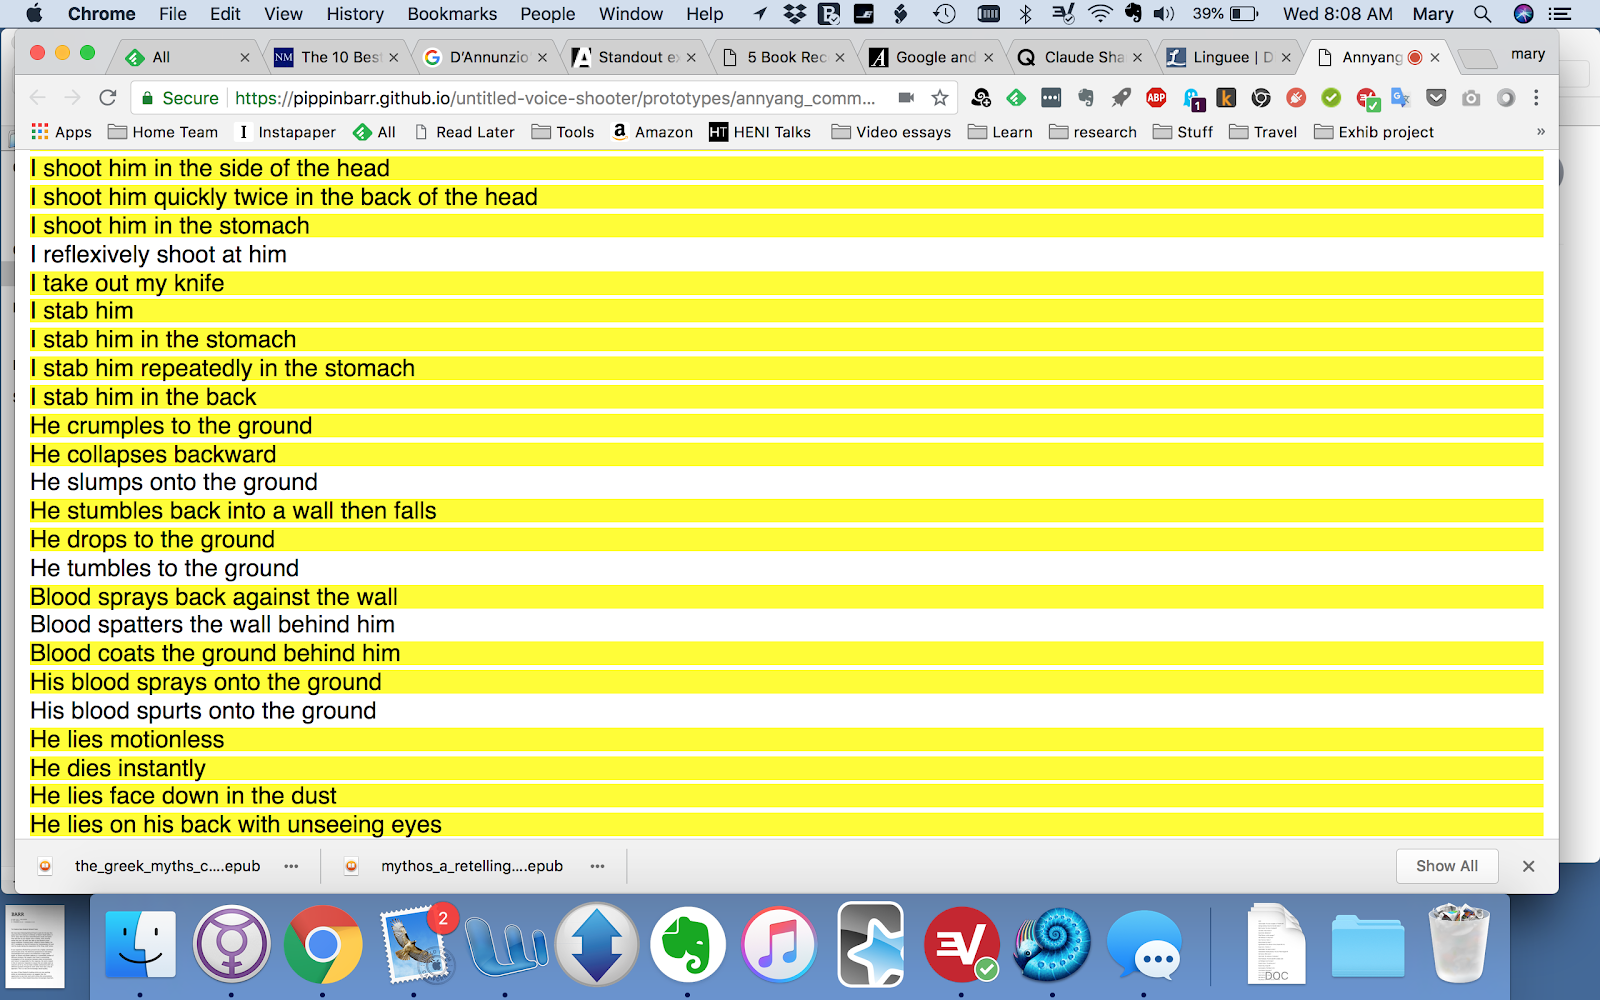 Chrome File Edit View History Bookmarks People Window Help 39% Wed 8:08 AM Mary
All The 10 Bes D'Annunzio Standout e 5 Book Rec Google and Claude Sha Linguee | D Annyang mary
Secure https://pippinbarr.github.io/untitled-voice-shooter/prototypes/annyang_comm... ABP 1
Apps Home Team Instapaper All Read Later Tools Amazon HT HENI Talks Video essays Learn research Stuff Travel Exhib project »
I shoot him in the side of the head
I shoot him quickly twice in the back of the head
I shoot him in the stomach
I reflexively shoot at him
I take out my knife
I stab him
I stab him in the stomach
I stab him repeatedly in the stomach
I stab him in the back
He crumples to the ground
He collapses backward
He slumps onto the ground
He stumbles back into a wall then falls
He drops to the ground
He tumbles to the ground
Blood sprays back against the wall
Blood spatters the wall behind him
Blood coats the ground behind him
His blood sprays onto the ground
His blood spurts onto the ground
He lies motionless
He dies instantly
He lies face down in the dust
He lies on his back with unseeing eyes
the_greek_myths_c....epub mythos_a_retelling....epub Show All
BARR 2 DOC